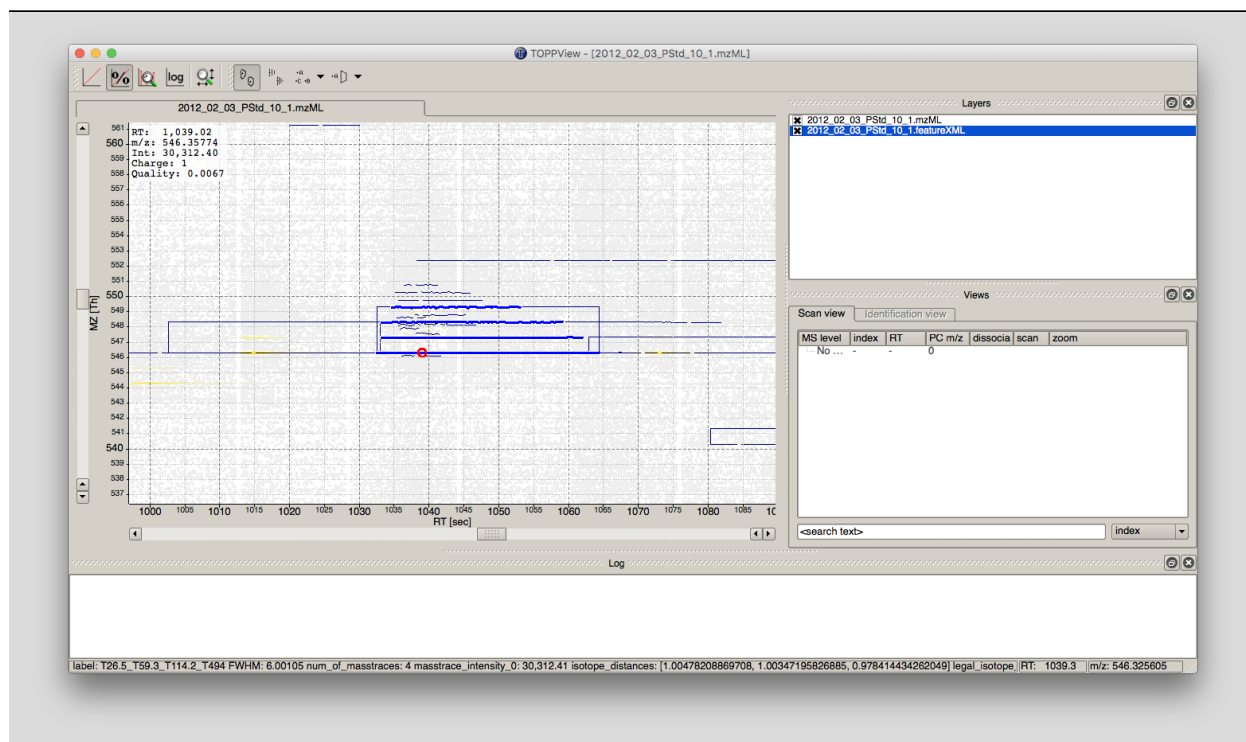 TOPPView - [2012_02_03_PStd_10_1.mzML]
% log
2012_02_03_PStd_10_1.mzML
RT: 1,039.02
m/z: 546.35774
Int: 30,312.40
Charge: 1
Quality: 0.0067
561
560
559
558
557
556
555
554
553
552
551
550
549
548
547
546
545
544
543
542
541
540
539
538
537
MZ [Th]
1000 1005 1010 1015 1020 1025 1030 1035 1040 1045 1050 1055 1060 1065 1070 1075 1080 1085 10
RT [sec]
Layers
2012_02_03_PStd_10_1.mzML
2012_02_03_PStd_10_1.featureXML
Views
Scan view Identification view
MS level index RT PC m/z dissocia scan zoom
No ... - - 0
<search text> index
Log
label: T26.5_T59.3_T114.2_T494 FWHM: 6.00105 num_of_masstraces: 4 masstrace_intensity_0: 30,312.41 isotope_distances: [1.00478208869708, 1.00347195826885, 0.978414434262049] legal_isotope_ RT: 1039.3 m/z: 546.325605